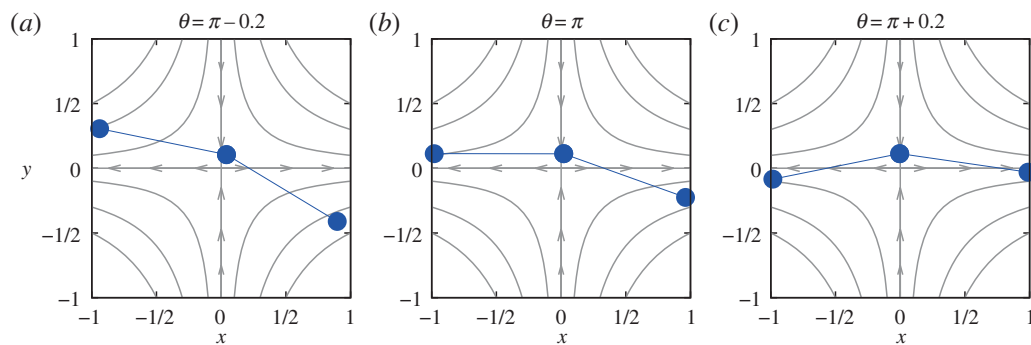 (a) θ = π – 0.2 (b) θ = π (c) θ = π + 0.2
1 1 1
1/2 1/2 1/2
y 0 0 0
–1/2 –1/2 –1/2
–1 –1 –1
–1 –1/2 0 1/2 1 –1 –1/2 0 1/2 1 –1 –1/2 0 1/2 1
x x x